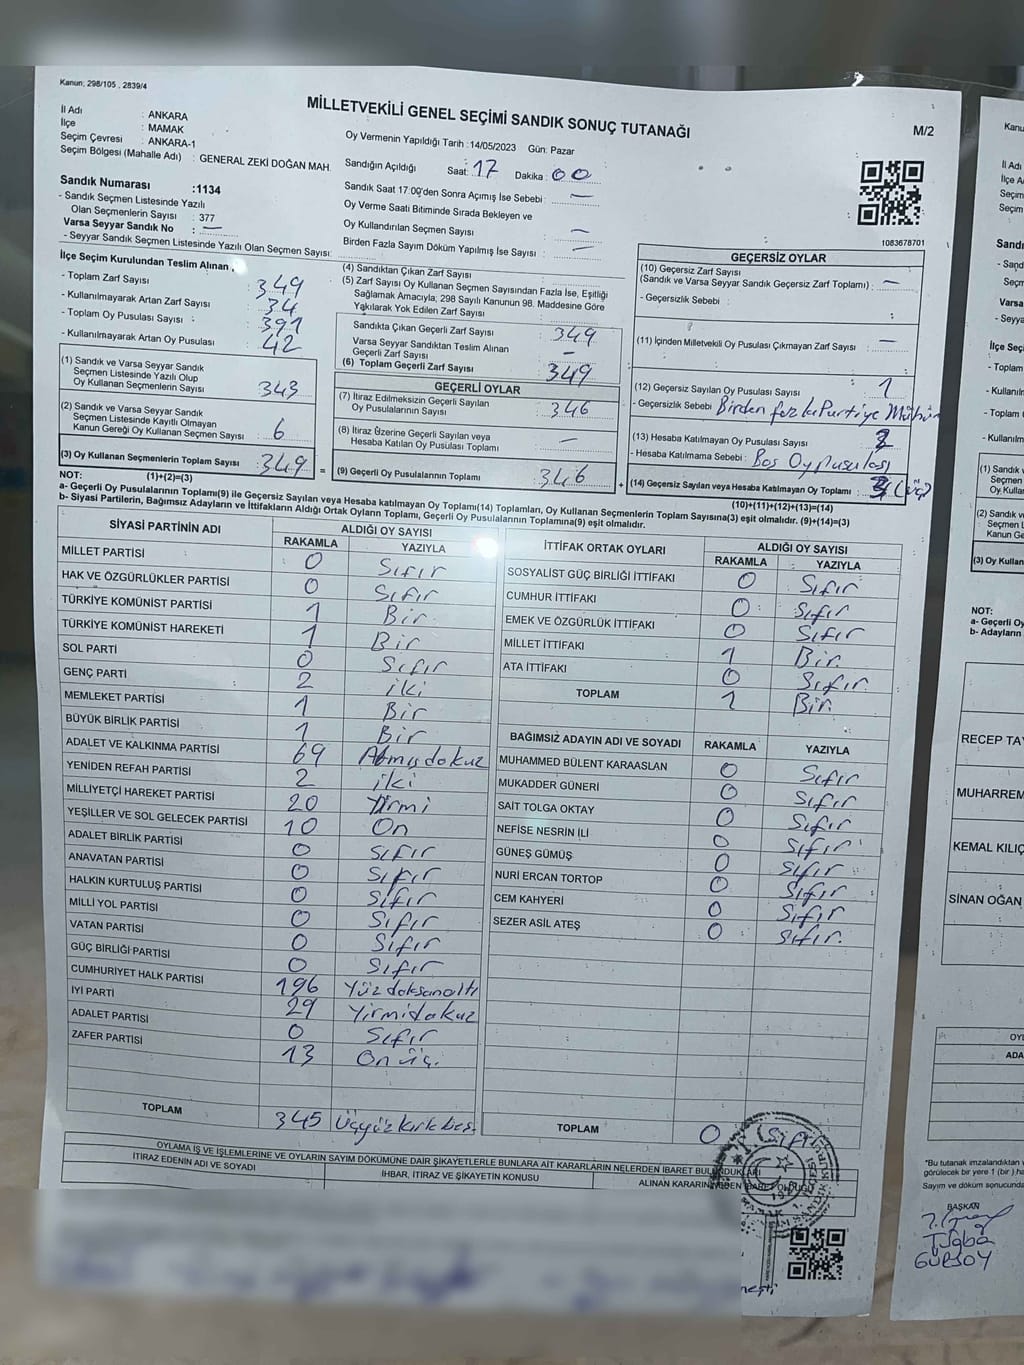 Kanun; 298/105 , 2839/4
MİLLETVEKİLİ GENEL SEÇİMİ SANDIK SONUÇ TUTANAĞI
M/2
İl Adı : ANKARA
İlçe : MAMAK
Seçim Çevresi : ANKARA-1
Seçim Bölgesi (Mahalle Adı) : GENERAL ZEKİ DOĞAN MAH.
Oy Vermenin Yapıldığı Tarih :14/05/2023 Gün: Pazar
Sandığın Açıldığı Saat: 17 Dakika : 00
Sandık Saat 17:00'den Sonra Açımış İse Sebebi : —
Oy Verme Saati Bitiminde Sırada Bekleyen ve
Oy Kullandırılan Seçmen Sayısı : —
Birden Fazla Sayım Döküm Yapılmış İse Sayısı : —
1083678701
Sandık Numarası :1134
- Sandık Seçmen Listesinde Yazılı
Olan Seçmenlerin Sayısı : 377
Varsa Seyyar Sandık No : —
- Seyyar Sandık Seçmen Listesinde Yazılı Olan Seçmen Sayısı:
İlçe Seçim Kurulundan Teslim Alınan
- Toplam Zarf Sayısı : 349
- Kullanılmayarak Artan Zarf Sayısı : 34
- Toplam Oy Pusulası Sayısı : 391
- Kullanılmayarak Artan Oy Pusulası : 42
(1) Sandık ve Varsa Seyyar Sandık
Seçmen Listesinde Yazılı Olup
Oy Kullanan Seçmenlerin Sayısı : 343
(2) Sandık ve Varsa Seyyar Sandık
Seçmen Listesinde Kayıtlı Olmayan
Kanun Gereği Oy Kullanan Seçmen Sayısı : 6
(3) Oy Kullanan Seçmenlerin Toplam Sayısı : 349 =
(1)+(2)=(3)
(4) Sandıktan Çıkan Zarf Sayısı
(5) Zarf Sayısı Oy Kullanan Seçmen Sayısından Fazla İse, Eşitliği
Sağlamak Amacıyla; 298 Sayılı Kanunun 98. Maddesine Göre
Yakılarak Yok Edilen Zarf Sayısı :
Sandıkta Çıkan Geçerli Zarf Sayısı : 349
Varsa Seyyar Sandıktan Teslim Alınan
Geçerli Zarf Sayısı : —
(6) Toplam Geçerli Zarf Sayısı : 349
GEÇERLİ OYLAR
(7) İtiraz Edilmeksizin Geçerli Sayılan
Oy Pusulalarının Sayısı : 346
(8) İtiraz Üzerine Geçerli Sayılan veya
Hesaba Katılan Oy Pusulası Toplamı : —
(9) Geçerli Oy Pusulalarının Toplamı : 346 +
GEÇERSİZ OYLAR
(10) Geçersiz Zarf Sayısı
(Sandık ve Varsa Seyyar Sandık Geçersiz Zarf Toplamı) : —
- Geçersizlik Sebebi :
(11) İçinden Milletvekili Oy Pusulası Çıkmayan Zarf Sayısı : —
(12) Geçersiz Sayılan Oy Pusulası Sayısı : 1
- Geçersizlik Sebebi : Birden fazla Partiye Mühür
(13) Hesaba Katılmayan Oy Pusulası Sayısı : 2
- Hesaba Katılmama Sebebi : Boş Oy pusulası
(14) Geçersiz Sayılan veya Hesaba Katılmayan Oy Toplamı : 3 (üç)
(10)+(11)+(12)+(13)=(14)
NOT:
a- Geçerli Oy Pusulalarının Toplamı(9) ile Geçersiz Sayılan veya Hesaba katılmayan Oy Toplamı(14) Toplamları, Oy Kullanan Seçmenlerin Toplam Sayısına(3) eşit olmalıdır. (9)+(14)=(3)
b- Siyasi Partilerin, Bağımsız Adayların ve İttifakların Aldığı Ortak Oyların Toplamı, Geçerli Oy Pusulalarının Toplamına(9) eşit olmalıdır.
SİYASİ PARTİNİN ADI ALDIĞI OY SAYISI
RAKAMLA YAZIYLA
MİLLET PARTİSİ 0 Sıfır
HAK VE ÖZGÜRLÜKLER PARTİSİ 0 Sıfır
TÜRKİYE KOMÜNİST PARTİSİ 1 Bir
TÜRKİYE KOMÜNİST HAREKETİ 1 Bir
SOL PARTİ 0 Sıfır
GENÇ PARTİ 2 iki
MEMLEKET PARTİSİ 1 Bir
BÜYÜK BİRLİK PARTİSİ 1 Bir
ADALET VE KALKINMA PARTİSİ 69 Atmışdokuz
YENİDEN REFAH PARTİSİ 2 iki
MİLLİYETÇİ HAREKET PARTİSİ 20 Yirmi
YEŞİLLER VE SOL GELECEK PARTİSİ 10 On
ADALET BİRLİK PARTİSİ 0 Sıfır
ANAVATAN PARTİSİ 0 Sıfır
HALKIN KURTULUŞ PARTİSİ 0 Sıfır
MİLLİ YOL PARTİSİ 0 Sıfır
VATAN PARTİSİ 0 Sıfır
GÜÇ BİRLİĞİ PARTİSİ 0 Sıfır
CUMHURİYET HALK PARTİSİ 196 Yüz doksanaltı
İYİ PARTİ 29 Yirmidokuz
ADALET PARTİSİ 0 Sıfır
ZAFER PARTİSİ 13 On üç.
TOPLAM 345 Üçyüz kırk beş
İTTİFAK ORTAK OYLARI ALDIĞI OY SAYISI
RAKAMLA YAZIYLA
SOSYALİST GÜÇ BİRLİĞİ İTTİFAKI 0 Sıfır
CUMHUR İTTİFAKI 0 Sıfır
EMEK VE ÖZGÜRLÜK İTTİFAKI 0 Sıfır
MİLLET İTTİFAKI 1 Bir
ATA İTTİFAKI 0 Sıfır
TOPLAM 1 Bir
BAĞIMSIZ ADAYIN ADI VE SOYADI RAKAMLA YAZIYLA
MUHAMMED BÜLENT KARAASLAN 0 Sıfır
MUKADDER GÜNERİ 0 Sıfır
SAİT TOLGA OKTAY 0 Sıfır
NEFİSE NESRİN İLİ 0 Sıfır
GÜNEŞ GÜMÜŞ 0 Sıfır
NURİ ERCAN TORTOP 0 Sıfır
CEM KAHYERİ 0 Sıfır
SEZER ASİL ATEŞ 0 Sıfır.
TOPLAM 0 (Sıfır)
OYLAMA İŞ VE İŞLEMLERİNE VE OYLARIN SAYIM DÖKÜMÜNE DAİR ŞİKAYETLERLE BUNLARA AİT KARARLARIN NELERDEN İBARET BULUNDUKLARI
İTİRAZ EDENİN ADI VE SOYADI İHBAR, İTİRAZ VE ŞİKAYETİN KONUSU ALINAN KARARIN NEDEN İBARET OLDUĞU
Kanu
İl Adı
İlçe A
Seçim
Seçim
Sandı
- Sand
Seçm
Varsa
- Seyya
İlçe Seçi
- Toplam
- Kullanıl
- Toplam
- Kullanılm
(1) Sandık
Seçmen
Oy Kulla
(2) Sandık
Seçmen
Kanun G
(3) Oy Kullan
NOT:
a- Geçerli Oy
b- Adayların
RECEP TA
MUHARREM
KEMAL KILIÇ
SİNAN OĞAN
OYL
ADA
*Bu tutanak imzalandıktan
görülecek bir yere 1 (bir ) ha
Sayım ve döküm sonucunda
BAŞKAN
Tuğba
GÜRSOY